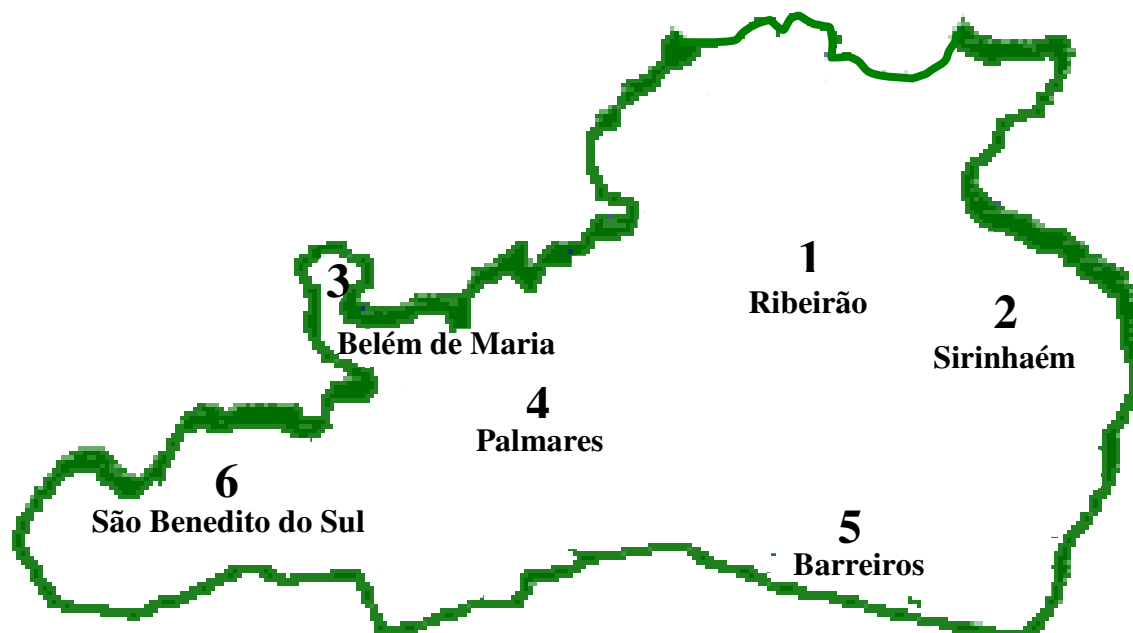 1
Ribeirão
2
Sirinhaém
3
Belém de Maria
4
Palmares
6
São Benedito do Sul
5
Barreiros